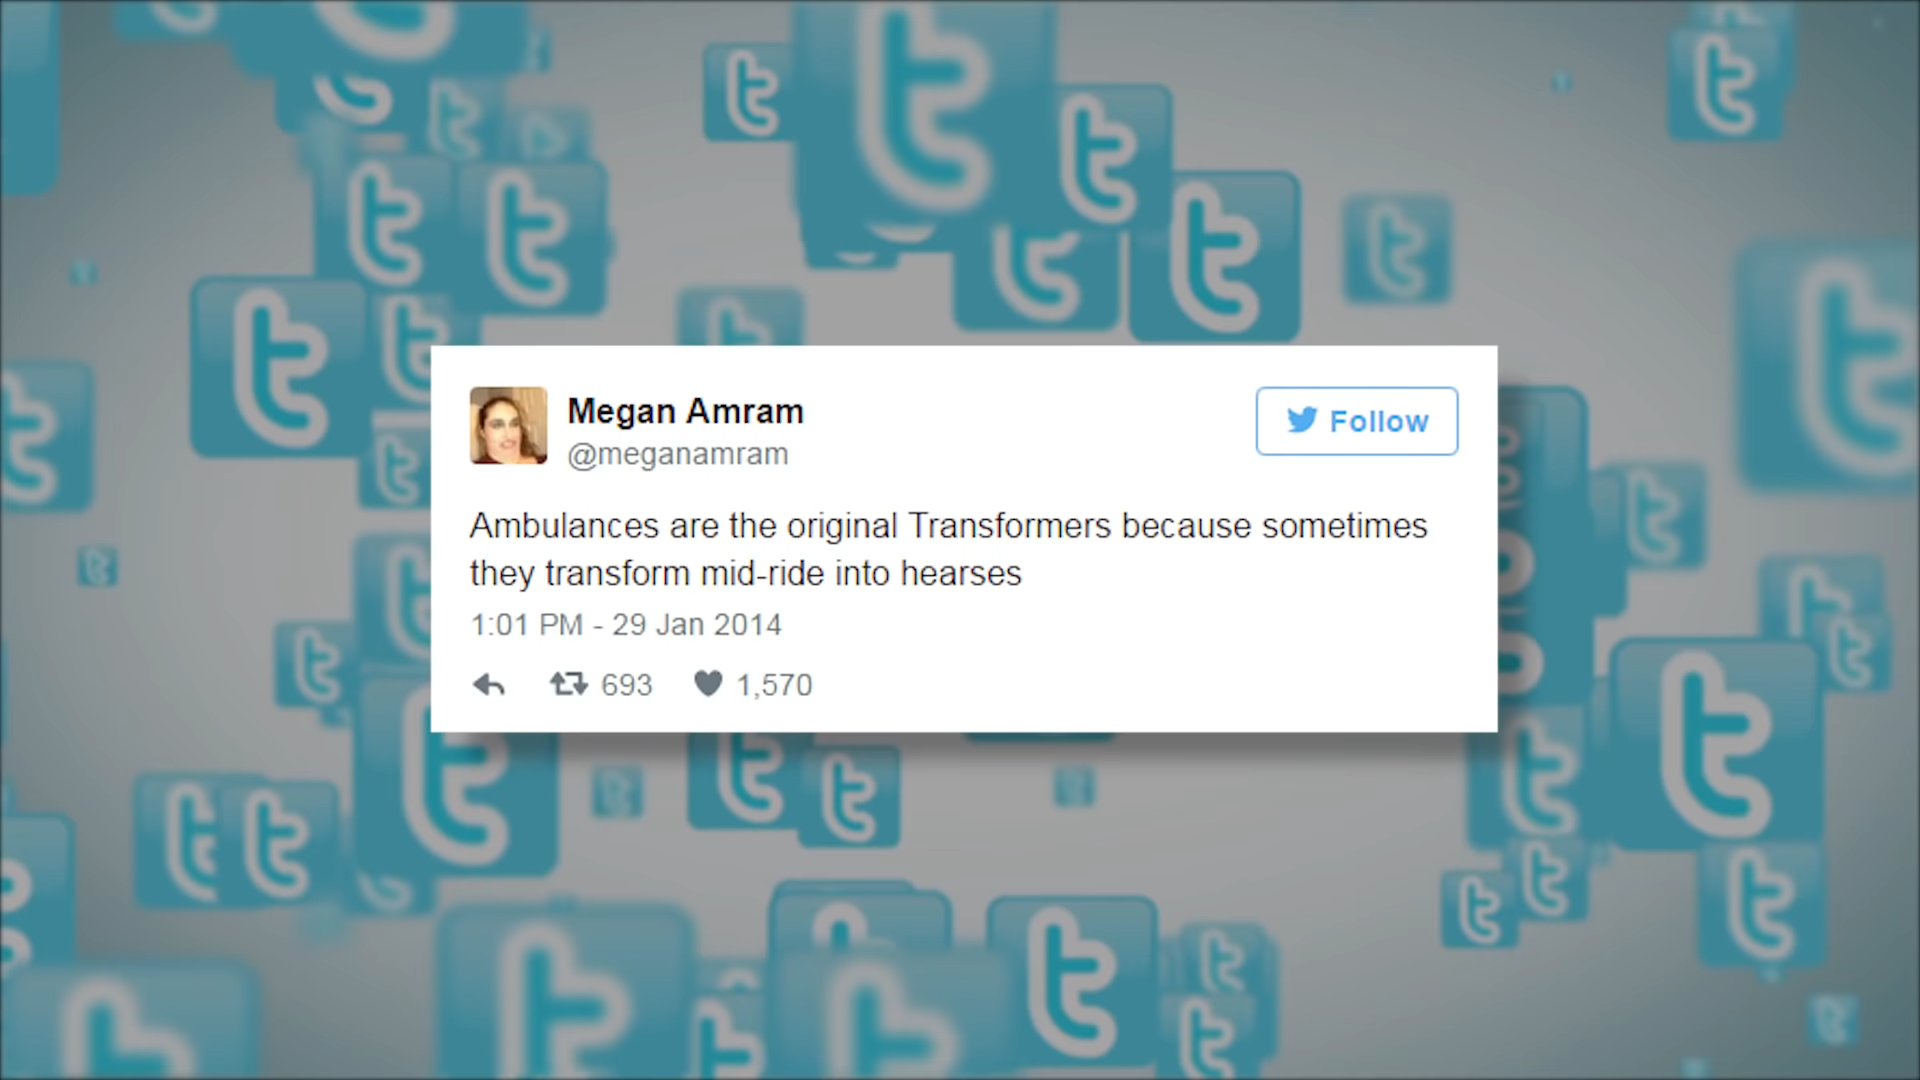 Megan Amram
@meganamram
Follow
Ambulances are the original Transformers because sometimes
they transform mid-ride into hearses
1:01 PM - 29 Jan 2014
693 1,570